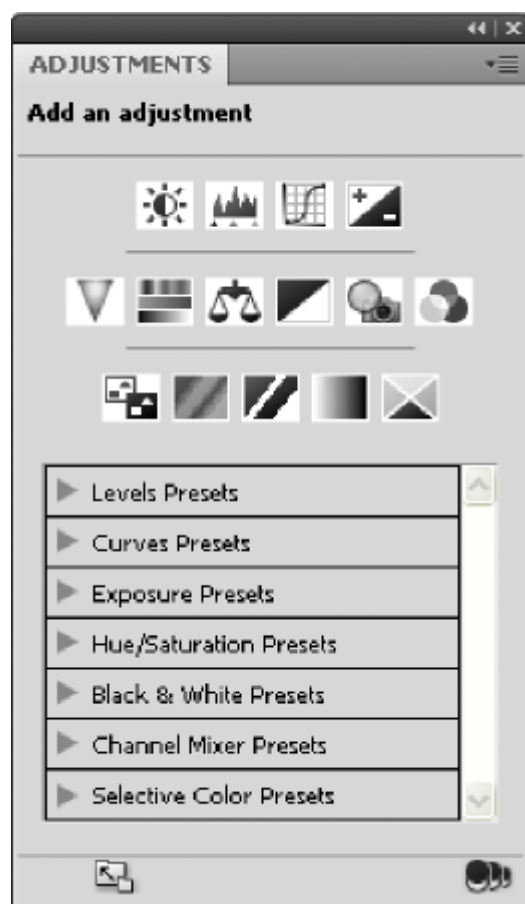 ADJUSTMENTS
Add an adjustment
Levels Presets
Curves Presets
Exposure Presets
Hue/Saturation Presets
Black & White Presets
Channel Mixer Presets
Selective Color Presets